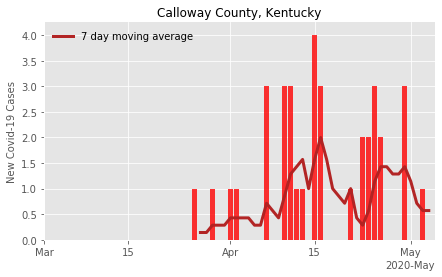 Calloway County, Kentucky
7 day moving average
New Covid-19 Cases
4.0
3.5
3.0
2.5
2.0
1.5
1.0
0.5
0.0
Mar 15 Apr 15 May
2020-May